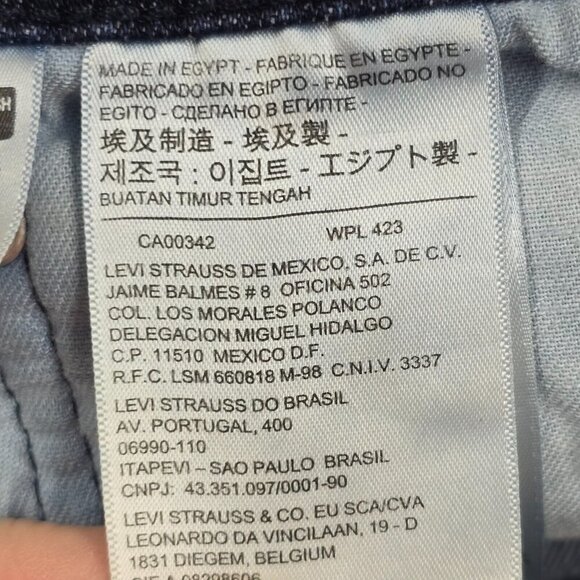 MADE IN EGYPT - FABRIQUE EN EGYPTE -
FABRICADO EN EGIPTO - FABRICADO NO
EGITO - СДЕЛАНО В ЕГИПТЕ -
埃及制造 - 埃及製 -
제조국 : 이집트 - エジプト製 -
BUATAN TIMUR TENGAH
CA00342 WPL 423
LEVI STRAUSS DE MEXICO, S.A. DE C.V.
JAIME BALMES # 8 OFICINA 502
COL. LOS MORALES POLANCO
DELEGACION MIGUEL HIDALGO
C.P. 11510 MEXICO D.F.
R.F.C. LSM 660818 M-98 C.N.I.V. 3337
LEVI STRAUSS DO BRASIL
AV. PORTUGAL, 400
06990-110
ITAPEVI – SAO PAULO BRASIL
CNPJ: 43.351.097/0001-90
LEVI STRAUSS & CO. EU SCA/CVA
LEONARDO DA VINCILAAN, 19 - D
1831 DIEGEM, BELGIUM